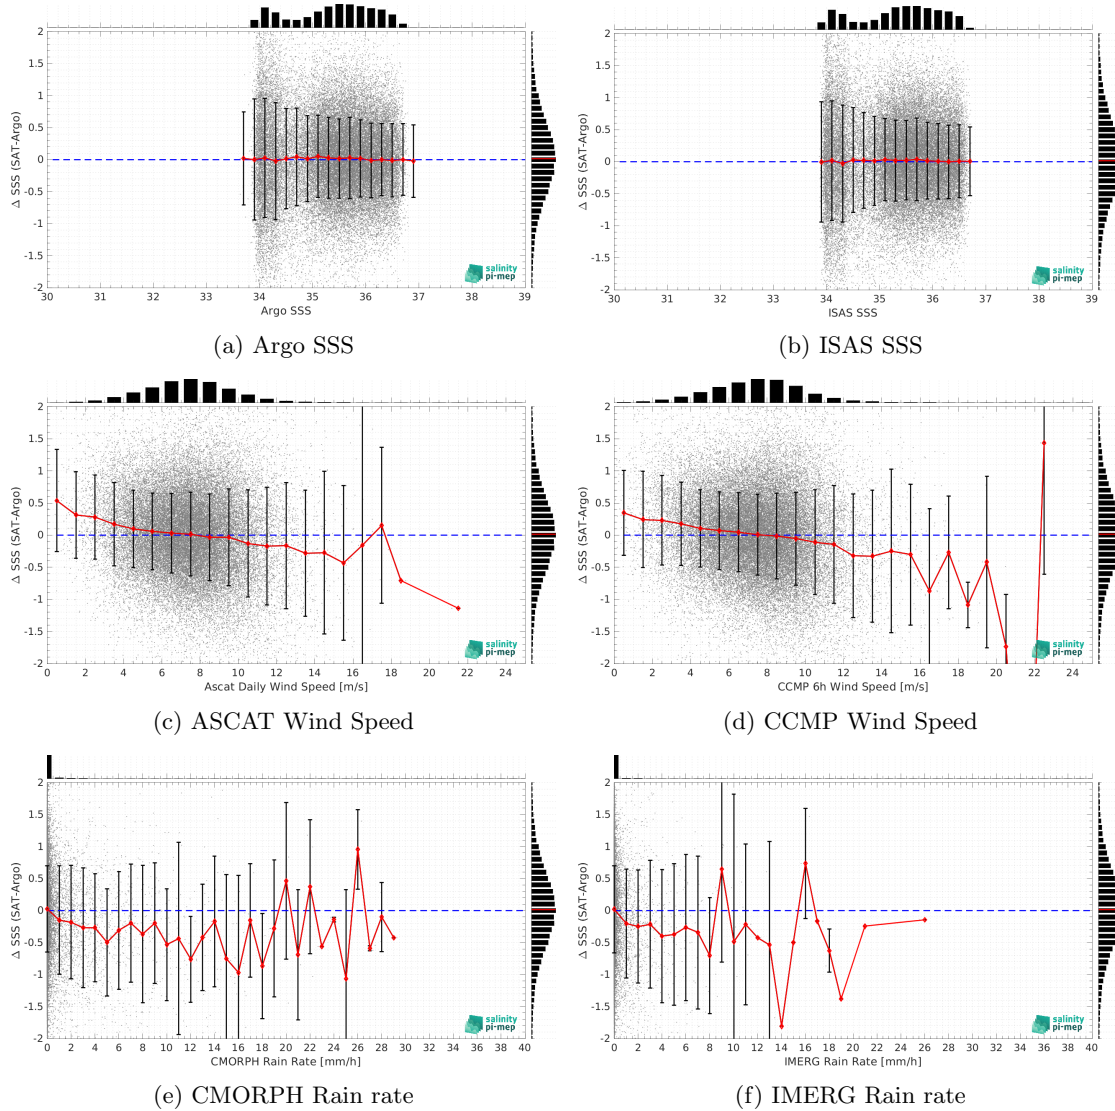 2
1.5
1
0.5
0
-0.5
-1
-1.5
-2
Δ SSS (SAT-Argo)
30 31 32 33 34 35 36 37 38 39
Argo SSS
salinity
pi-mep
(a) Argo SSS
2
1.5
1
0.5
0
-0.5
-1
-1.5
-2
Δ SSS (SAT-Argo)
30 31 32 33 34 35 36 37 38 39
ISAS SSS
salinity
pi-mep
(b) ISAS SSS
2
1.5
1
0.5
0
-0.5
-1
-1.5
-2
Δ SSS (SAT-Argo)
0 2 4 6 8 10 12 14 16 18 20 22 24
Ascat Daily Wind Speed [m/s]
salinity
pi-mep
(c) ASCAT Wind Speed
2
1.5
1
0.5
0
-0.5
-1
-1.5
-2
Δ SSS (SAT-Argo)
0 2 4 6 8 10 12 14 16 18 20 22 24
CCMP 6h Wind Speed [m/s]
salinity
pi-mep
(d) CCMP Wind Speed
2
1.5
1
0.5
0
-0.5
-1
-1.5
-2
Δ SSS (SAT-Argo)
0 2 4 6 8 10 12 14 16 18 20 22 24 26 28 30 32 34 36 38 40
CMORPH Rain Rate [mm/h]
salinity
pi-mep
(e) CMORPH Rain rate
2
1.5
1
0.5
0
-0.5
-1
-1.5
-2
Δ SSS (SAT-Argo)
0 2 4 6 8 10 12 14 16 18 20 22 24 26 28 30 32 34 36 38 40
IMERG Rain Rate [mm/h]
salinity
pi-mep
(f) IMERG Rain rate